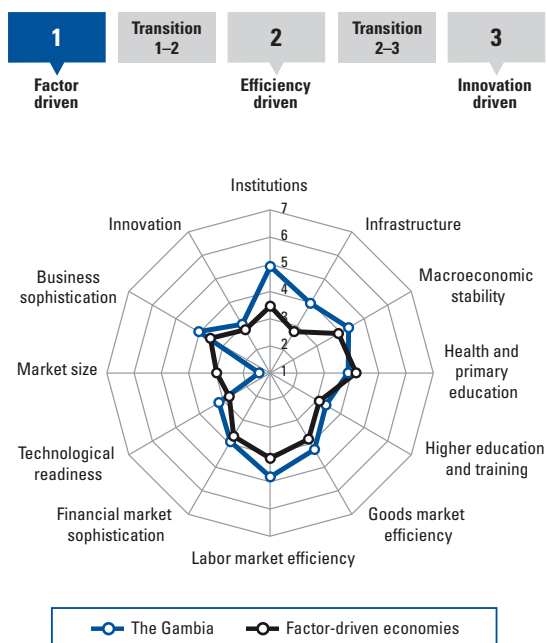 1
Transition
1–2
2
Transition
2–3
3
Factor
driven
Efficiency
driven
Innovation
driven
Institutions
7
Innovation
Infrastructure
6
5
Business
sophistication
Macroeconomic
stability
4
3
2
Market size
1
Health and
primary
education
Technological
readiness
Higher education
and training
Financial market
sophistication
Goods market
efficiency
Labor market efficiency
The Gambia
Factor-driven economies